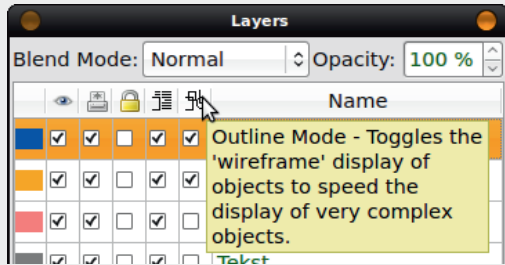 Layers
Blend Mode: Normal Opacity: 100 %
Name
Outline Mode - Toggles the
'wireframe' display of
objects to speed the
display of very complex
objects.
Tekst